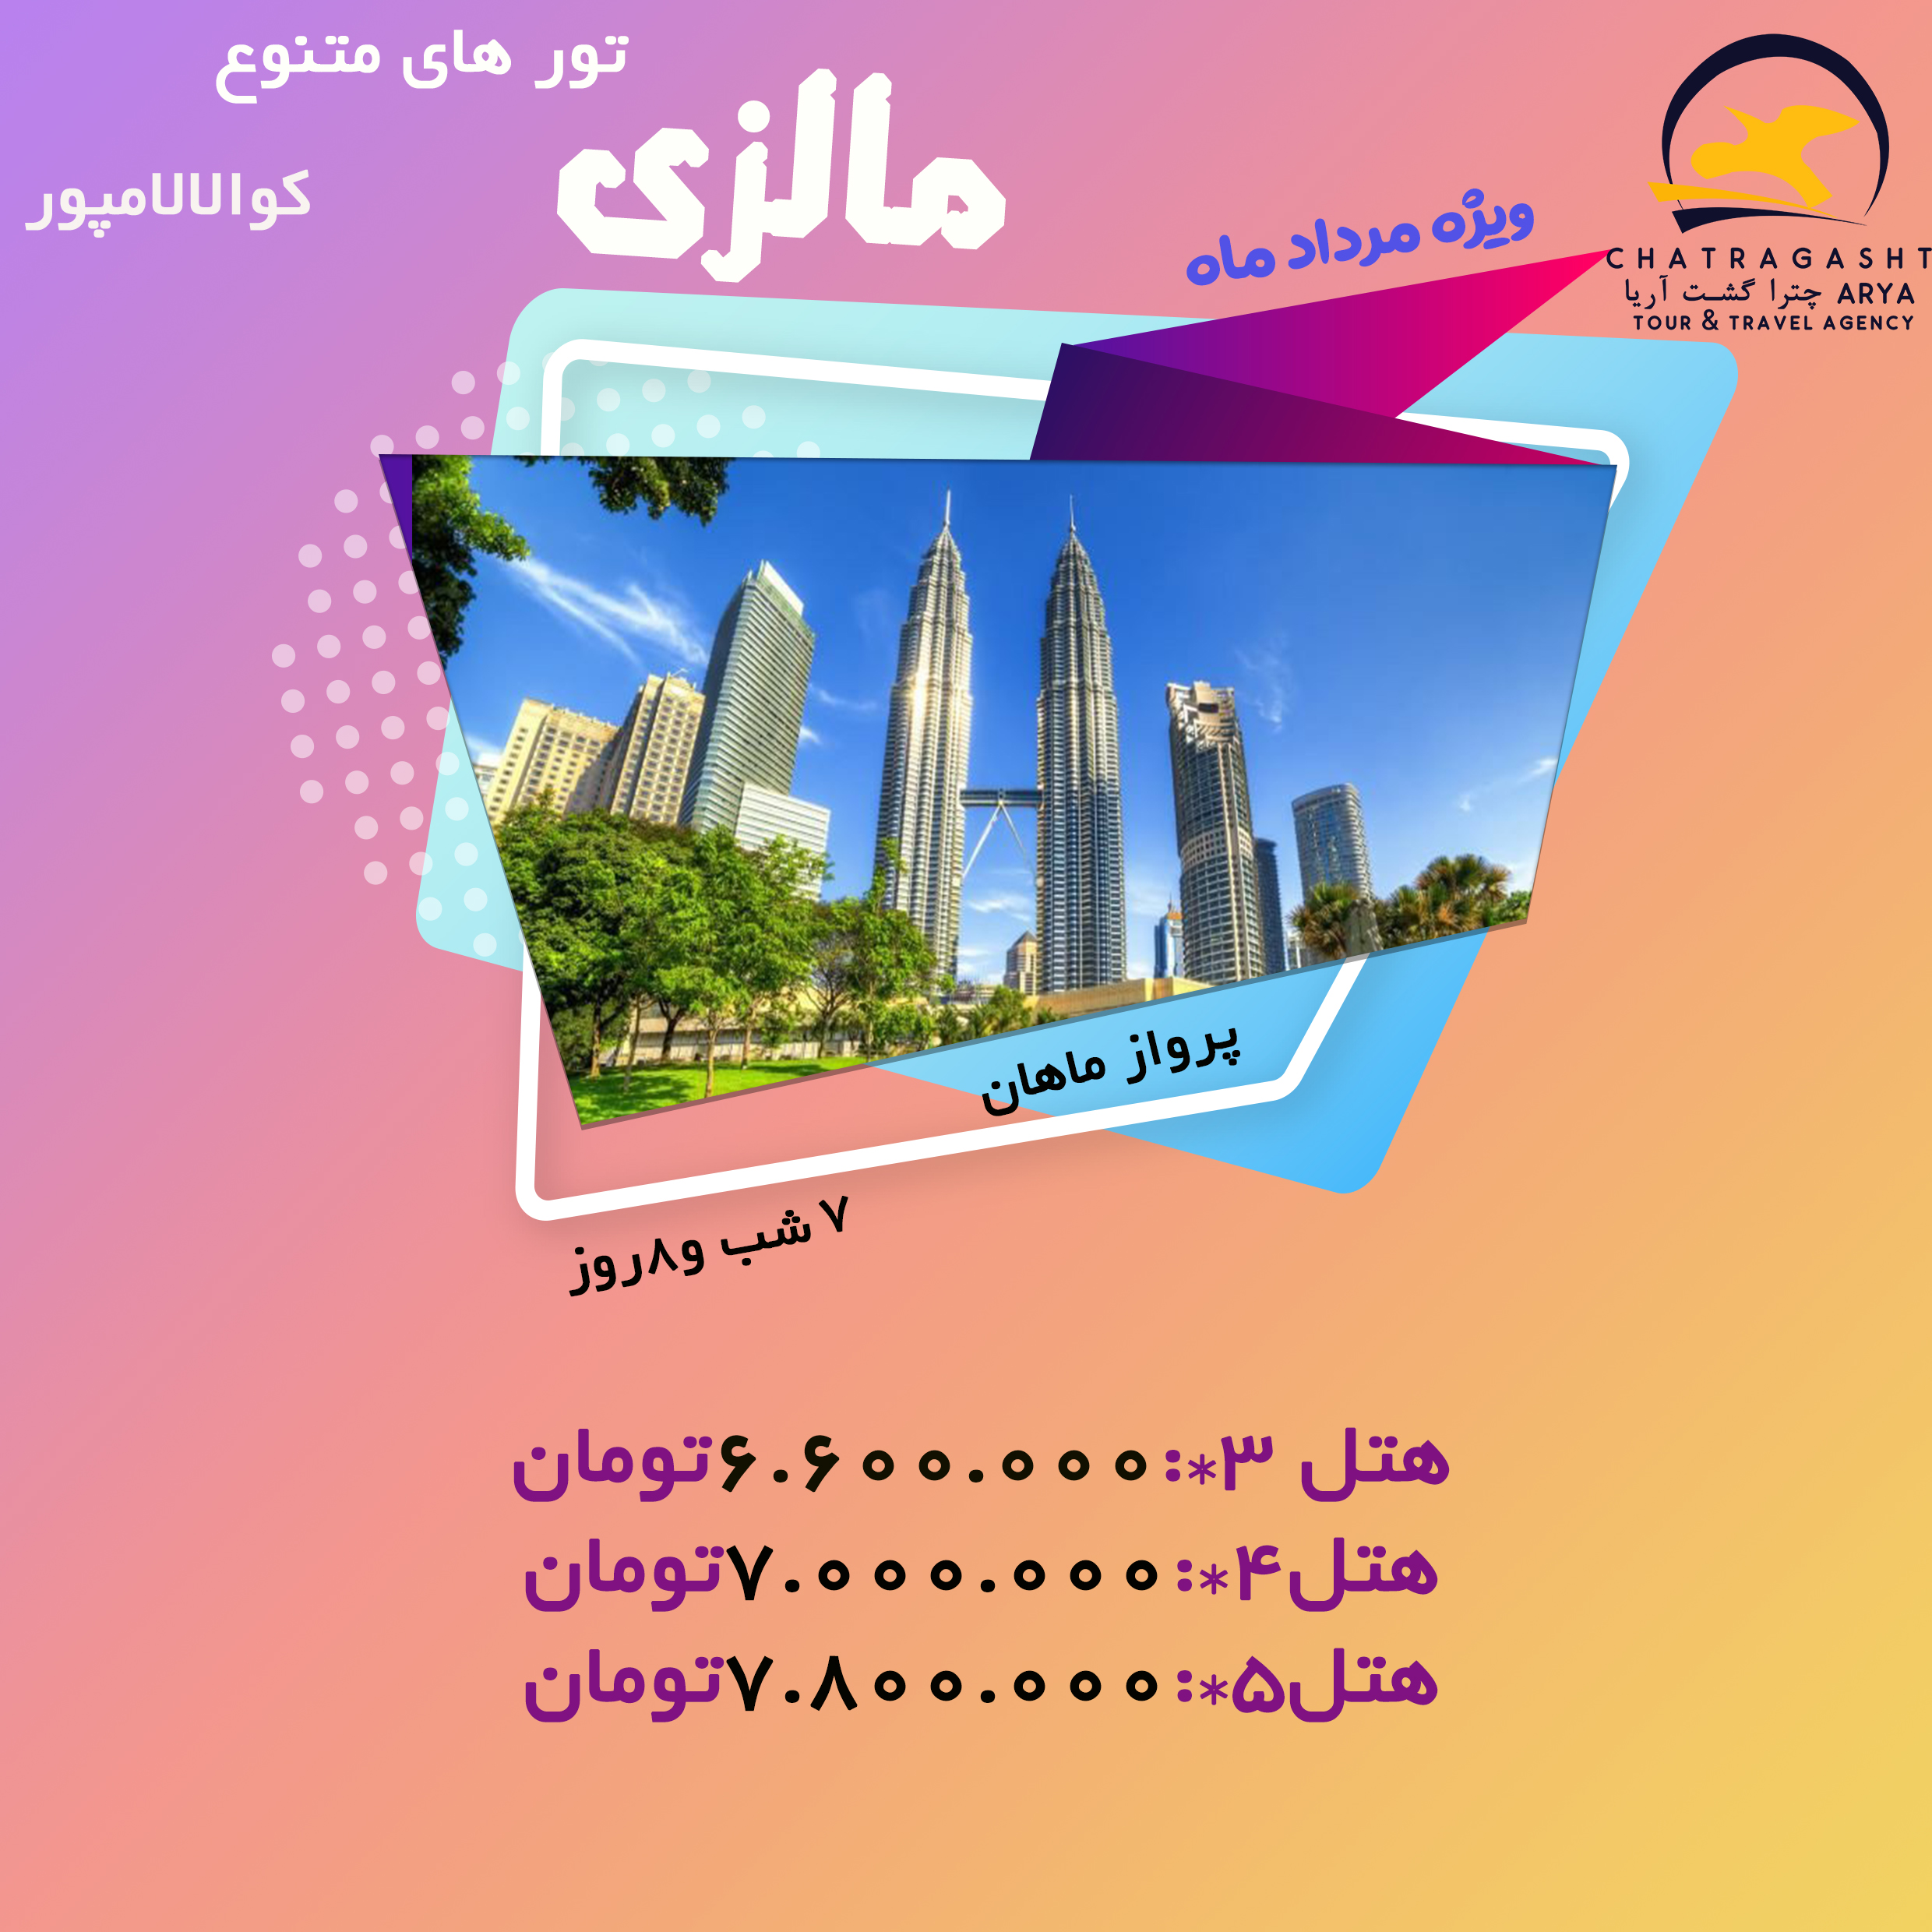 تور های متنوع
مالزی
کوالالامپور
ویژه مرداد ماه
CHATRAGASHT
چترا گشت آریا ARYA
TOUR & TRAVEL AGENCY
پرواز ماهان
۷ شب و۸روز
هتل ۳*:۶.۶۰۰.۰۰۰تومان
هتل۴*:۷.۰۰۰.۰۰۰تومان
هتل۵*:۷.۸۰۰.۰۰۰تومان